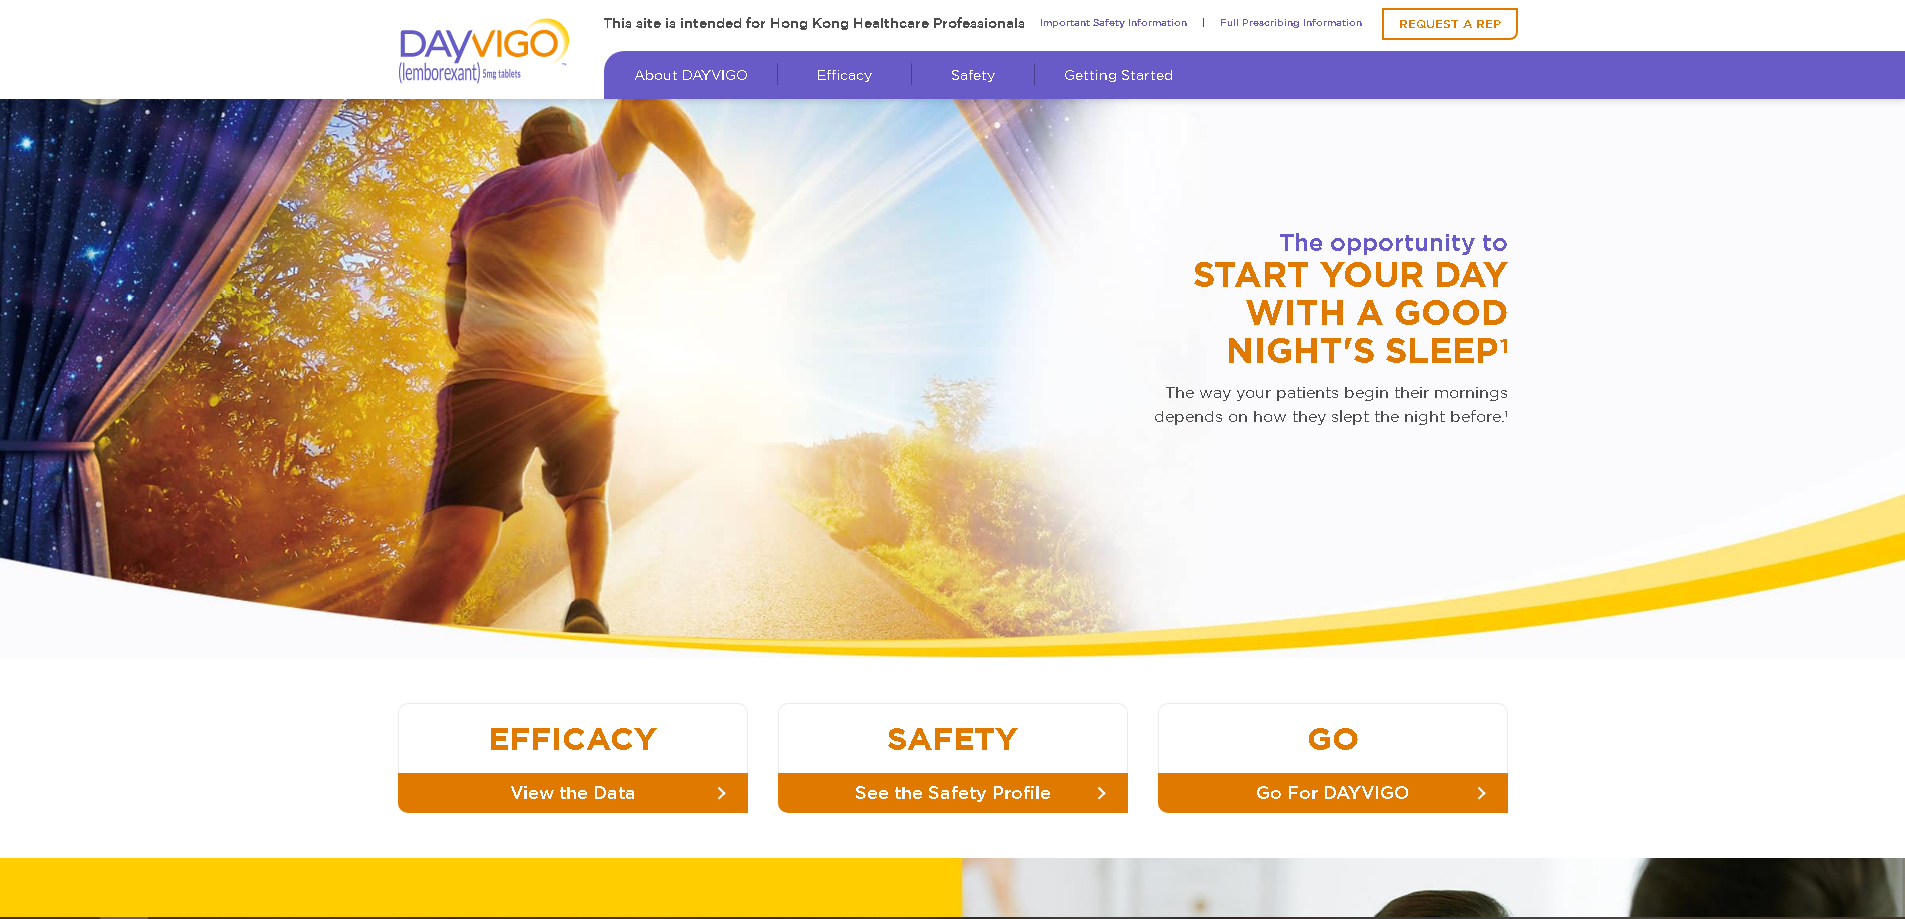 This site is intended for Hong Kong Healthcare Professionals
Important Safety Information | Full Prescribing Information
REQUEST A REP
DAYVIGO™
(lemborexant) 5mg tablets
About DAYVIGO
Efficacy
Safety
Getting Started
The opportunity to
START YOUR DAY
WITH A GOOD
NIGHT'S SLEEP¹
The way your patients begin their mornings
depends on how they slept the night before.¹
EFFICACY
View the Data
SAFETY
See the Safety Profile
GO
Go For DAYVIGO